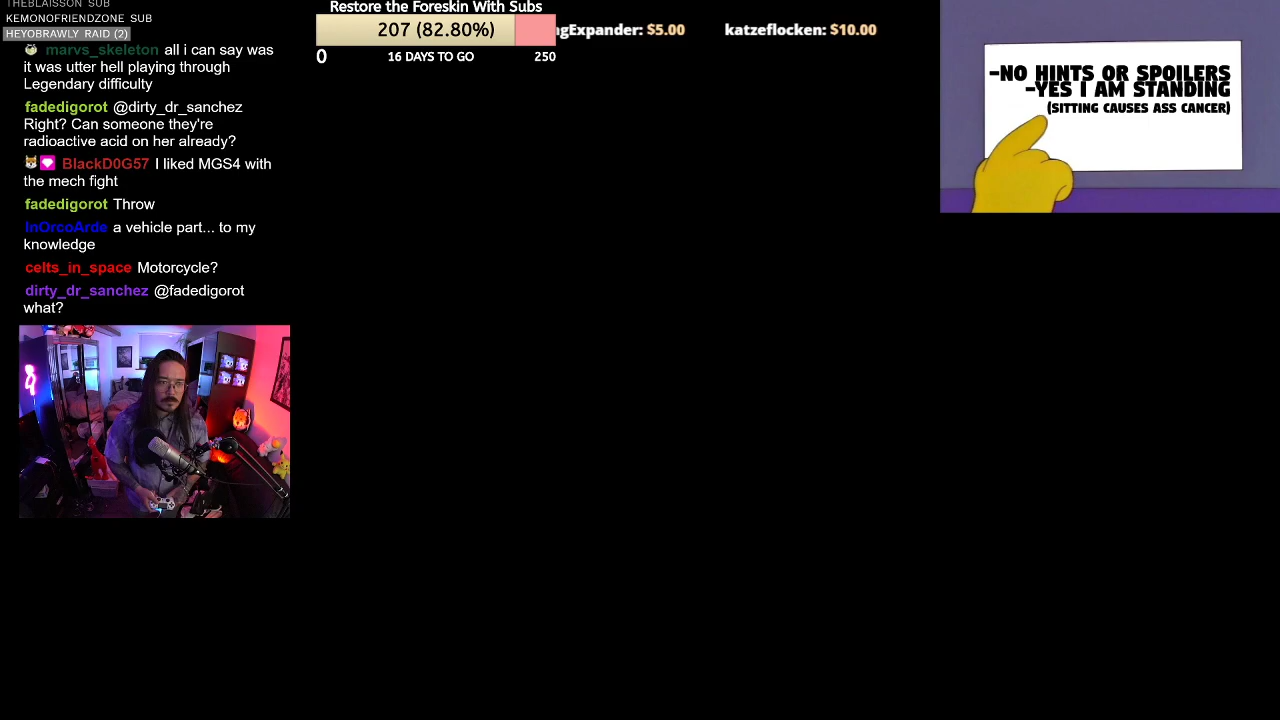 THEBLAISSON SUB
KEMONOFRIENDZONE SUB
HEYOBRAWLY RAID (2)
marvs_skeleton all i can say was
it was utter hell playing through
Legendary difficulty
fadedigorot @dirty_dr_sanchez
Right? Can someone they're
radioactive acid on her already?
BlackD0G57 I liked MGS4 with
the mech fight
fadedigorot Throw
InOrcoArde a vehicle part... to my
knowledge
celts_in_space Motorcycle?
dirty_dr_sanchez @fadedigorot
what?
Restore the Foreskin With Subs
207 (82.80%)
0 16 DAYS TO GO 250
ngExpander: $5.00 katzeflocken: $10.00
-NO HINTS OR SPOILERS
-YES I AM STANDING
(SITTING CAUSES ASS CANCER)